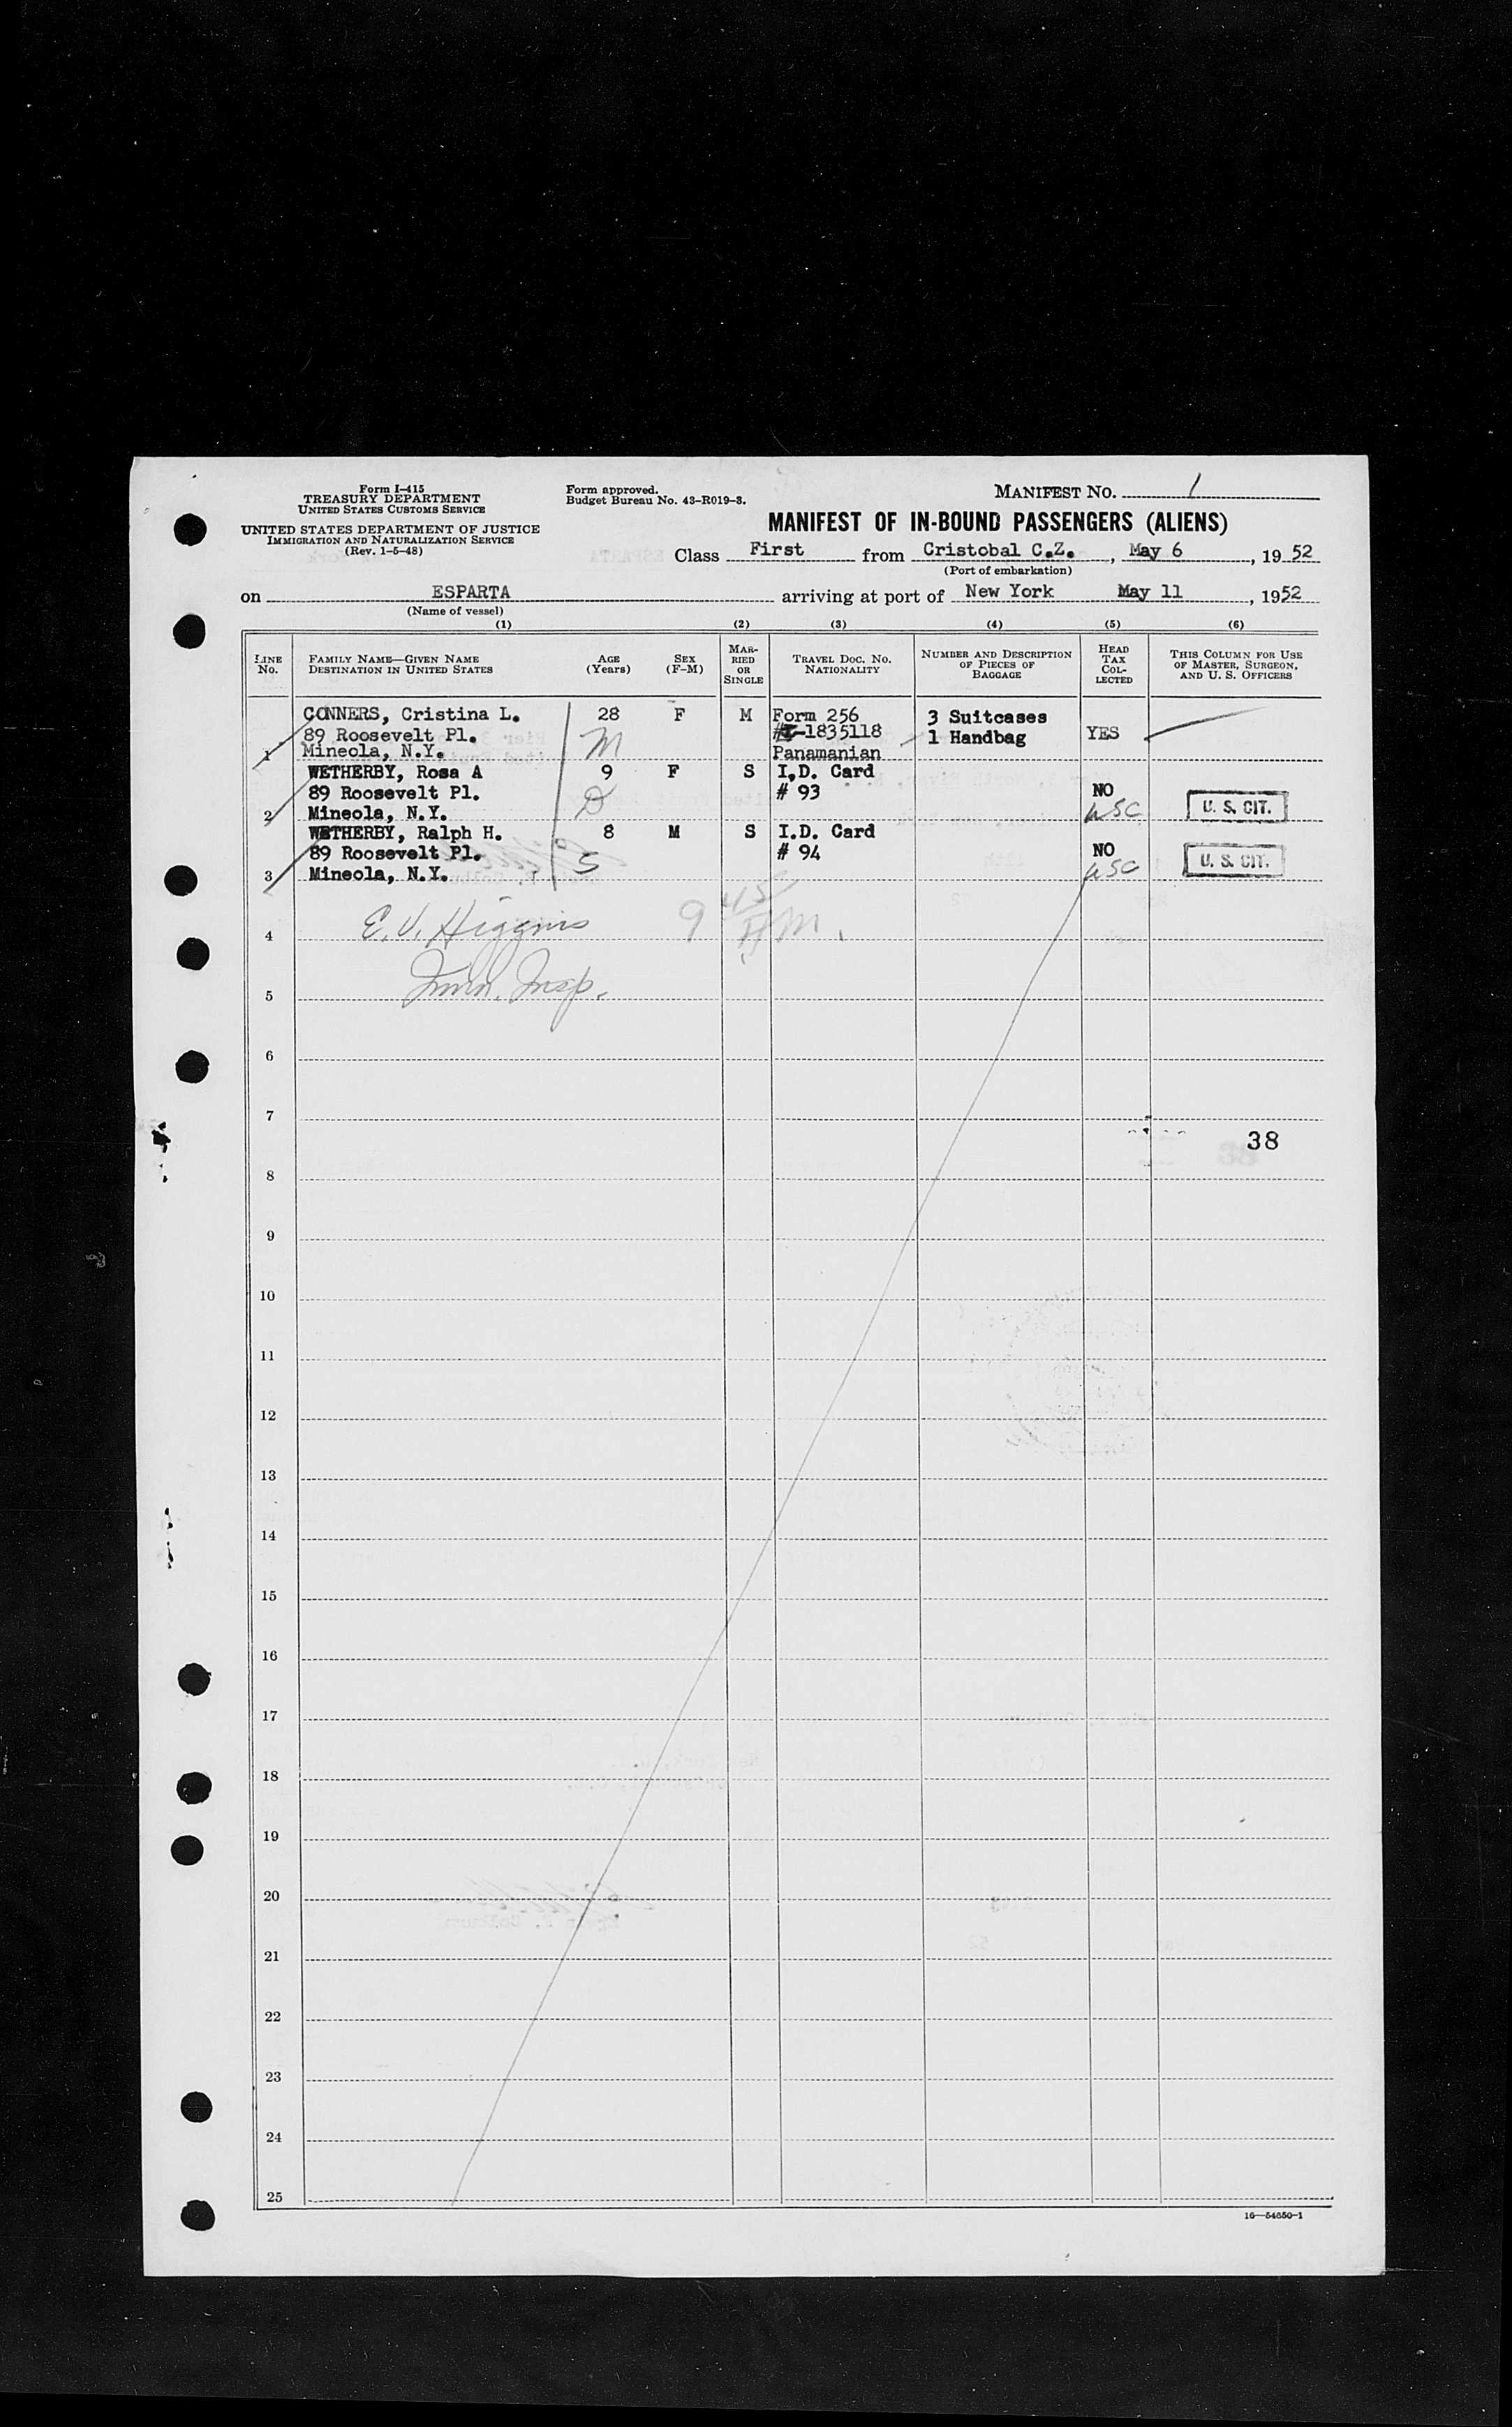 Form I-415
TREASURY DEPARTMENT
UNITED STATES CUSTOMS SERVICE
UNITED STATES DEPARTMENT OF JUSTICE
IMMIGRATION AND NATURALIZATION SERVICE
(Rev. 1-5-48)
Form approved.
Budget Bureau No. 43-R019-3.
MANIFEST NO. 1
MANIFEST OF IN-BOUND PASSENGERS (ALIENS)
Class First from Cristobal C.Z., May 6, 1952
(Port of embarkation)
on ESPARTA arriving at port of New York May 11, 1952
(Name of vessel)
(1) (2) (3) (4) (5) (6)
LINE No. FAMILY NAME—GIVEN NAME DESTINATION IN UNITED STATES AGE (Years) SEX (F-M) MARRIED OR SINGLE TRAVEL DOC. NO. NATIONALITY NUMBER AND DESCRIPTION OF PIECES OF BAGGAGE HEAD TAX COLLECTED THIS COLUMN FOR USE OF MASTER, SURGEON, AND U. S. OFFICERS
CONNERS, Cristina L. 28 F M Form 256 3 Suitcases
89 Roosevelt Pl. M #I-1835118 1 Handbag YES
1 Mineola, N.Y. Panamanian
WETHERBY, Rosa A 9 F S I.D. Card
89 Roosevelt Pl. D # 93 NO
2 Mineola, N.Y. USC U. S. CIT.
WETHERBY, Ralph H. 8 M S I.D. Card
89 Roosevelt Pl. S # 94 NO
3 Mineola, N.Y. USC U. S. CIT.
E. V. Higgins 9 45 AM.
4
Imm. Insp.
5
6
7
38
8
9
10
11
12
13
14
15
16
17
18
19
20
21
22
23
24
25
16—54650-1